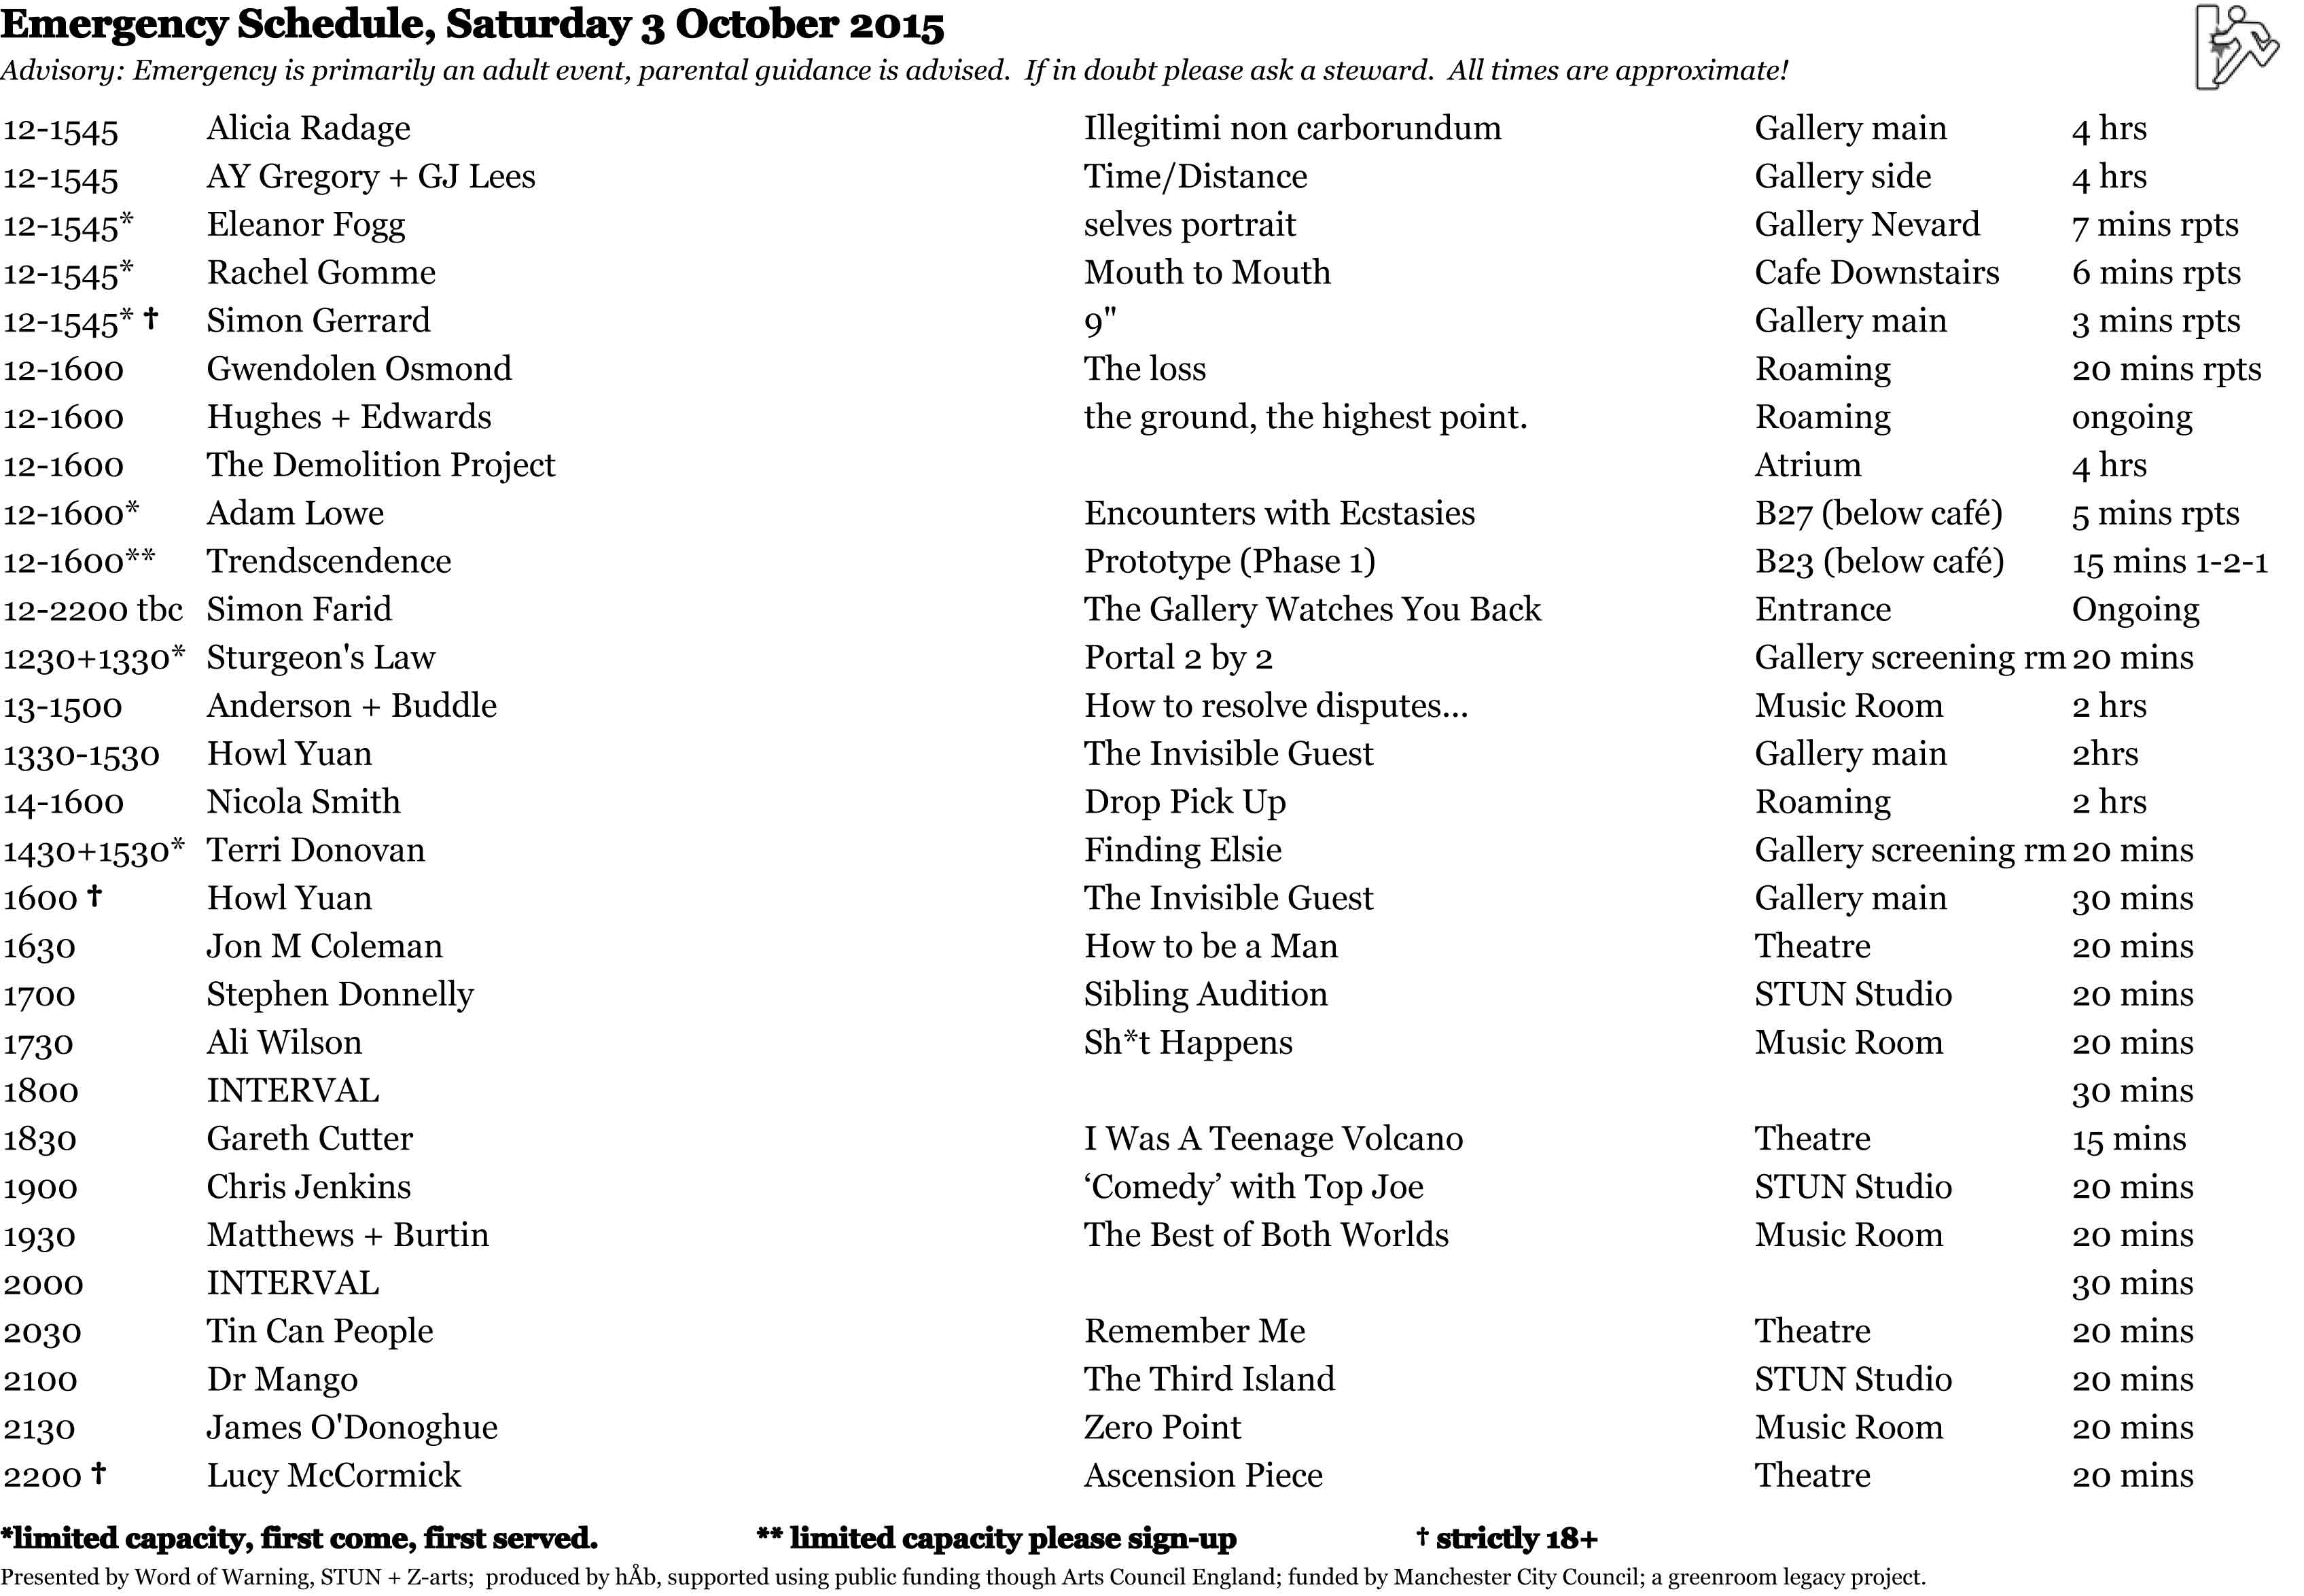 Emergency Schedule, Saturday 3 October 2015
Advisory: Emergency is primarily an adult event, parental guidance is advised.  If in doubt please ask a steward.  All times are approximate!
12-1545 Alicia Radage Illegitimi non carborundum Gallery main 4 hrs
12-1545 AY Gregory + GJ Lees Time/Distance Gallery side 4 hrs
12-1545* Eleanor Fogg selves portrait Gallery Nevard 7 mins rpts
12-1545* Rachel Gomme Mouth to Mouth Cafe Downstairs 6 mins rpts
12-1545* † Simon Gerrard 9" Gallery main 3 mins rpts
12-1600 Gwendolen Osmond The loss Roaming 20 mins rpts
12-1600 Hughes + Edwards the ground, the highest point. Roaming ongoing
12-1600 The Demolition Project Atrium 4 hrs
12-1600* Adam Lowe Encounters with Ecstasies B27 (below café) 5 mins rpts
12-1600** Trendscendence Prototype (Phase 1) B23 (below café) 15 mins 1-2-1
12-2200 tbc Simon Farid The Gallery Watches You Back Entrance Ongoing
1230+1330* Sturgeon's Law Portal 2 by 2 Gallery screening rm 20 mins
13-1500 Anderson + Buddle How to resolve disputes... Music Room 2 hrs
1330-1530 Howl Yuan The Invisible Guest Gallery main 2hrs
14-1600 Nicola Smith Drop Pick Up Roaming 2 hrs
1430+1530* Terri Donovan Finding Elsie Gallery screening rm 20 mins
1600 † Howl Yuan The Invisible Guest Gallery main 30 mins
1630 Jon M Coleman How to be a Man Theatre 20 mins
1700 Stephen Donnelly Sibling Audition STUN Studio 20 mins
1730 Ali Wilson Sh*t Happens Music Room 20 mins
1800 INTERVAL 30 mins
1830 Gareth Cutter I Was A Teenage Volcano Theatre 15 mins
1900 Chris Jenkins ‘Comedy’ with Top Joe STUN Studio 20 mins
1930 Matthews + Burtin The Best of Both Worlds Music Room 20 mins
2000 INTERVAL 30 mins
2030 Tin Can People Remember Me Theatre 20 mins
2100 Dr Mango The Third Island STUN Studio 20 mins
2130 James O'Donoghue Zero Point Music Room 20 mins
2200 † Lucy McCormick Ascension Piece Theatre 20 mins
*limited capacity, first come, first served. ** limited capacity please sign-up † strictly 18+
Presented by Word of Warning, STUN + Z-arts;  produced by hÅb, supported using public funding though Arts Council England; funded by Manchester City Council; a greenroom legacy project.